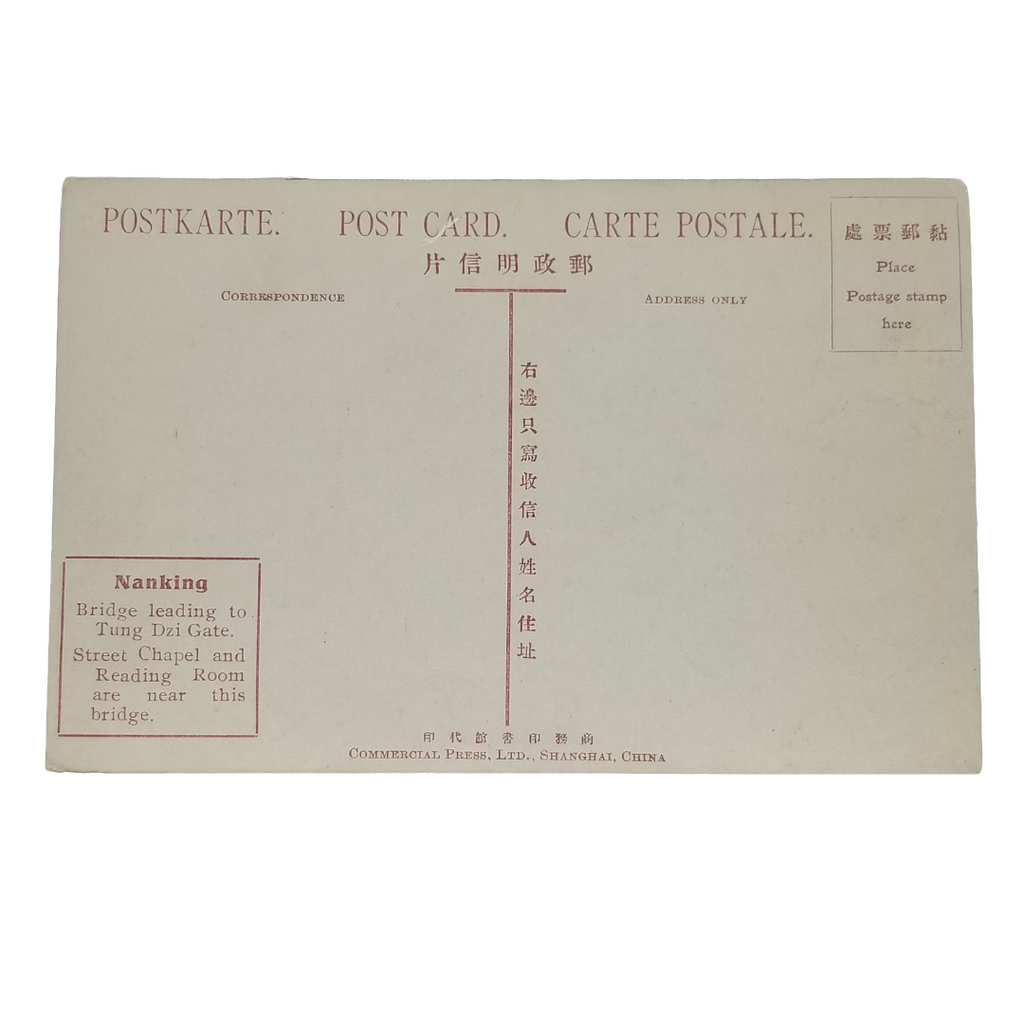 POSTKARTE. POST CARD. CARTE POSTALE.
片信明政郵
CORRESPONDENCE
ADDRESS ONLY
處票郵黏
Place
Postage stamp
here
右邊只寫收信人姓名住址
Nanking
Bridge leading to
Tung Dzi Gate.
Street Chapel and
Reading Room
are near this
bridge.
印代館書印務商
COMMERCIAL PRESS, LTD., SHANGHAI, CHINA